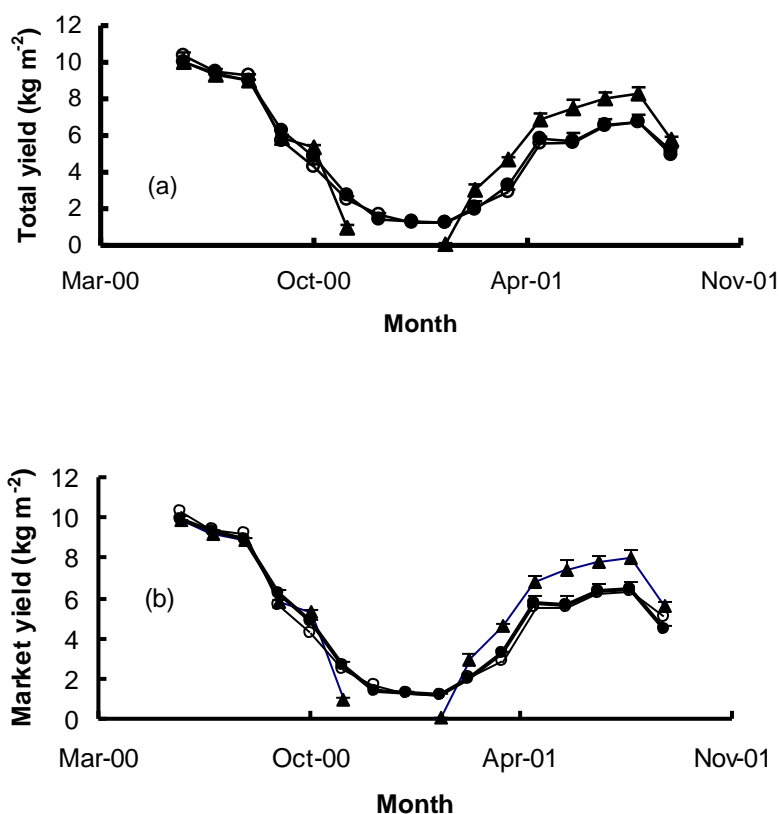 Total yield (kg m-2)
12
10
8
6
4
2
0
(a)
Mar-00 Oct-00 Apr-01 Nov-01
Month
Market yield (kg m-2)
12
10
8
6
4
2
0
(b)
Mar-00 Oct-00 Apr-01 Nov-01
Month